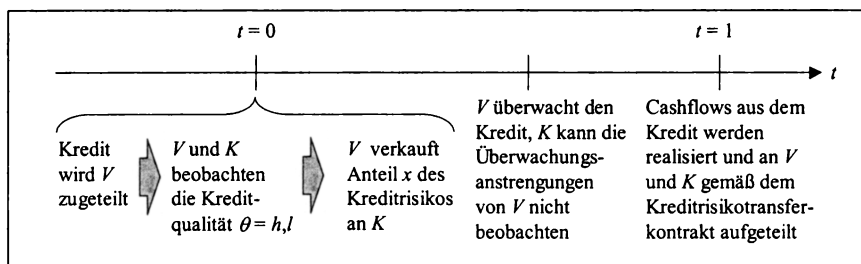 t = 0
t = 1
t
Kredit
wird V
zugeteilt
V und K
beobachten
die Kredit-
qualität θ = h,l
V verkauft
Anteil x des
Kreditrisikos
an K
V überwacht den
Kredit, K kann die
Überwachungs-
anstrengungen
von V nicht
beobachten
Cashflows aus dem
Kredit werden
realisiert und an V
und K gemäß dem
Kreditrisikotransfer-
kontrakt aufgeteilt